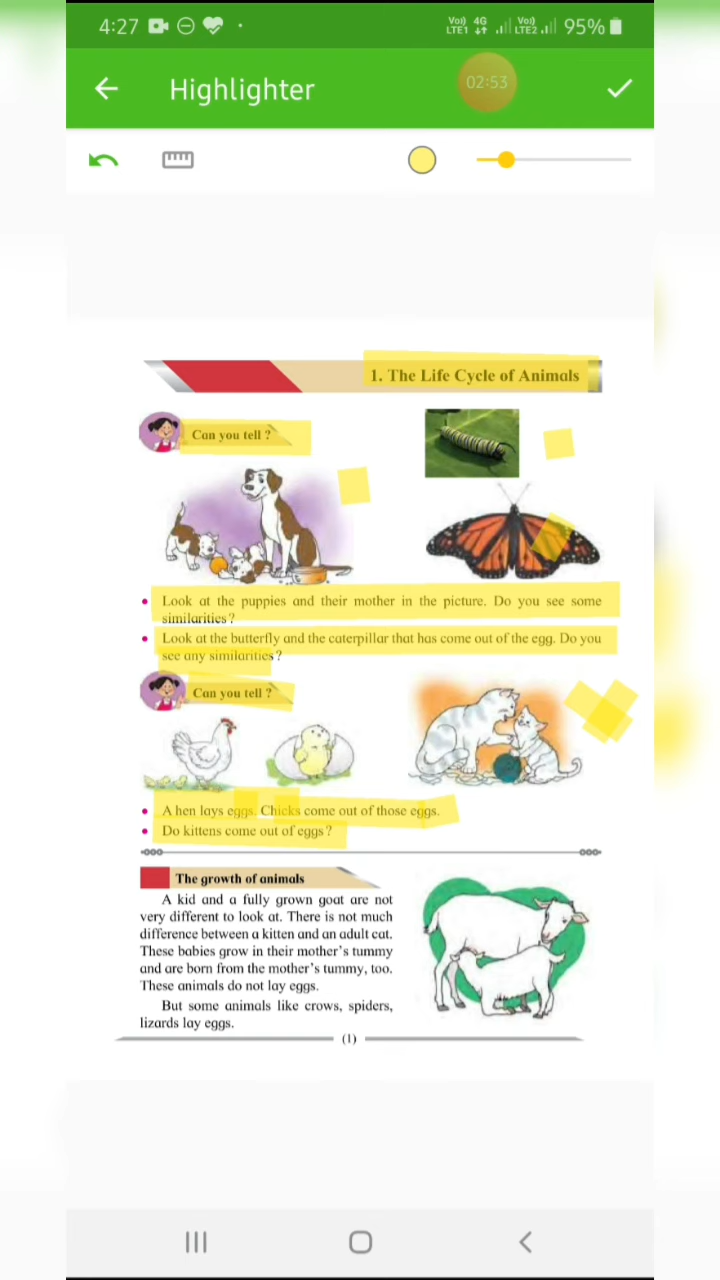 4:27
Vo)) 4G Vo)) 95%
LTE1 LTE2
Highlighter
02:53
1. The Life Cycle of Animals
Can you tell ?
• Look at the puppies and their mother in the picture. Do you see some
similarities ?
• Look at the butterfly and the caterpillar that has come out of the egg. Do you
see any similarities ?
Can you tell ?
• A hen lays eggs. Chicks come out of those eggs.
• Do kittens come out of eggs ?
The growth of animals
A kid and a fully grown goat are not
very different to look at. There is not much
difference between a kitten and an adult cat.
These babies grow in their mother's tummy
and are born from the mother's tummy, too.
These animals do not lay eggs.
But some animals like crows, spiders,
lizards lay eggs.
(1)